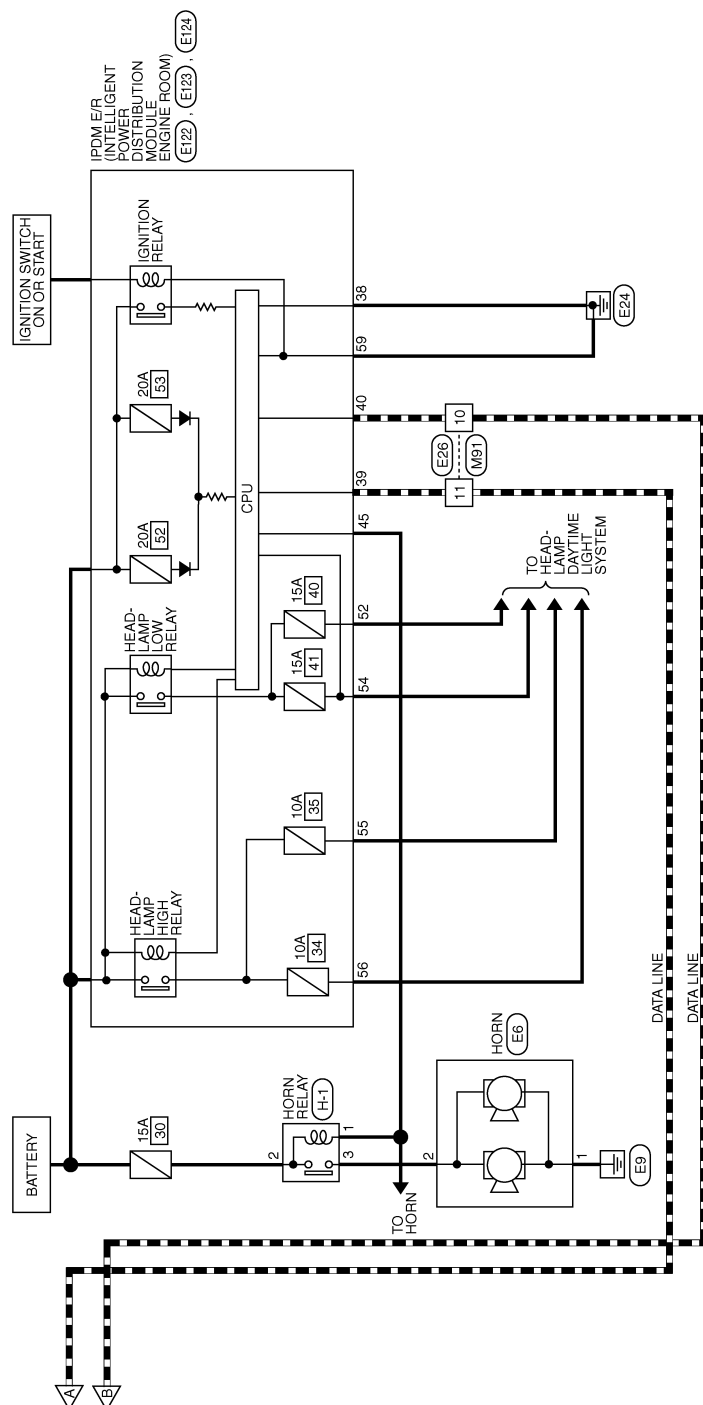 BATTERY
IGNITION SWITCH
ON OR START
IPDM E/R
(INTELLIGENT
POWER
DISTRIBUTION
MODULE
ENGINE ROOM)
E122 , E123 , E124
15A
30
HEAD-
LAMP
HIGH
RELAY
HEAD-
LAMP
LOW
RELAY
20A
52
20A
53
IGNITION
RELAY
CPU
10A
34
10A
35
15A
41
15A
40
56
55
54
52
45
39
40
59
38
HORN
RELAY
H-1
2
1
3
TO
HORN
HORN
E6
2
1
E9
TO
HEAD-
LAMP
DAYTIME
LIGHT
SYSTEM
11
10
E26
M91
E24
DATA LINE
DATA LINE
A
B